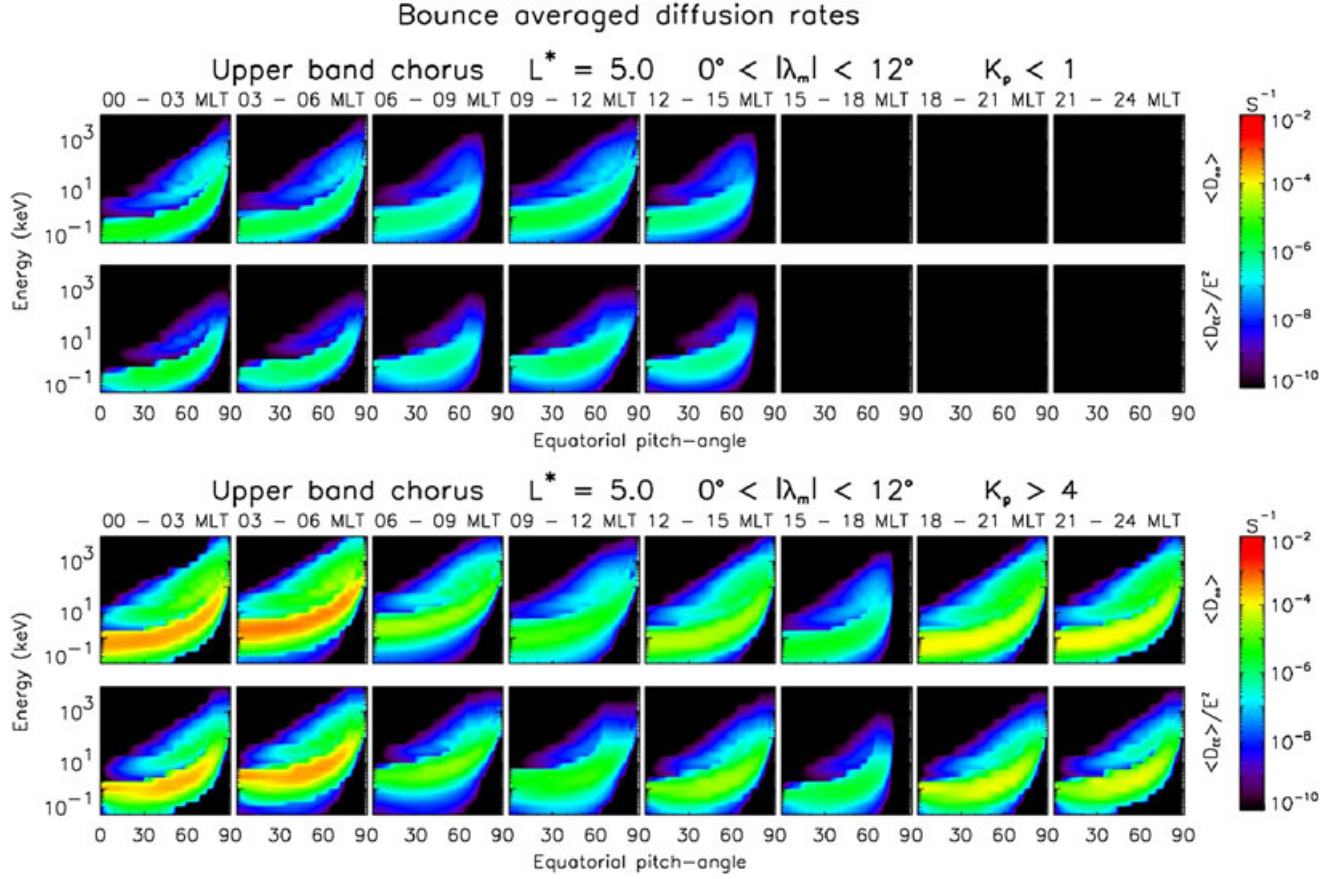 Bounce averaged diffusion rates
Upper band chorus L* = 5.0 0° < |λm| < 12° Kp < 1
00 - 03 MLT 03 - 06 MLT 06 - 09 MLT 09 - 12 MLT 12 - 15 MLT 15 - 18 MLT 18 - 21 MLT 21 - 24 MLT S⁻¹
10³
10¹
10⁻¹
10³
10¹
10⁻¹
Energy (keV)
<Dαα>
<DEE>/E²
10⁻²
10⁻⁴
10⁻⁶
10⁻⁸
10⁻¹⁰
0 30 60 90 30 60 90 30 60 90 30 60 90 30 60 90 30 60 90 30 60 90 30 60 90
Equatorial pitch-angle
Upper band chorus L* = 5.0 0° < |λm| < 12° Kp > 4
00 - 03 MLT 03 - 06 MLT 06 - 09 MLT 09 - 12 MLT 12 - 15 MLT 15 - 18 MLT 18 - 21 MLT 21 - 24 MLT S⁻¹
10³
10¹
10⁻¹
10³
10¹
10⁻¹
Energy (keV)
<Dαα>
<DEE>/E²
10⁻²
10⁻⁴
10⁻⁶
10⁻⁸
10⁻¹⁰
0 30 60 90 30 60 90 30 60 90 30 60 90 30 60 90 30 60 90 30 60 90 30 60 90
Equatorial pitch-angle